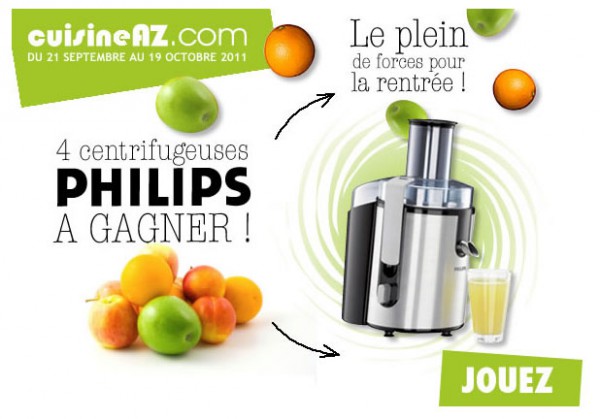 cuisineAZ.com
DU 21 SEPTEMBRE AU 19 OCTOBRE 2011
Le plein
de forces pour
la rentrée !
4 centrifugeuses
PHILIPS
A GAGNER !
PHILIPS
JOUEZ